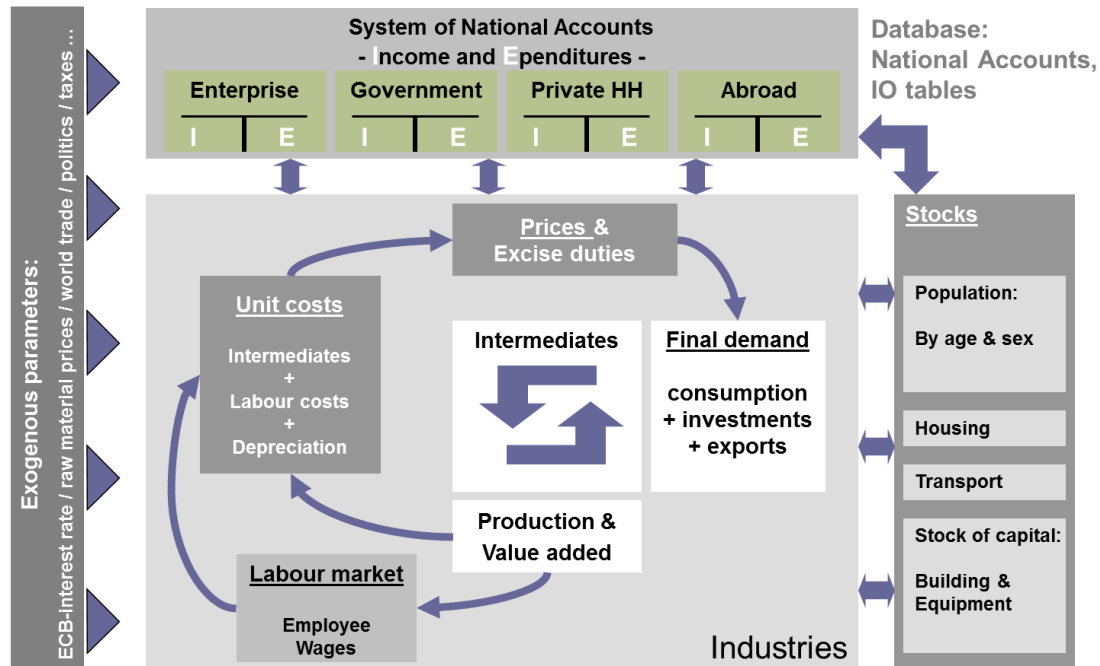 Exogenous parameters:
ECB-interest rate / raw material prices / world trade / politics / taxes ...
System of National Accounts
- Income and Ependitures -
Enterprise
I E
Government
I E
Private HH
I E
Abroad
I E
Database:
National Accounts,
IO tables
Prices &
Excise duties
Unit costs
Intermediates
+
Labour costs
+
Depreciation
Intermediates
Final demand
consumption
+ investments
+ exports
Production &
Value added
Labour market
Employee
Wages
Industries
Stocks
Population:
By age & sex
Housing
Transport
Stock of capital:
Building &
Equipment